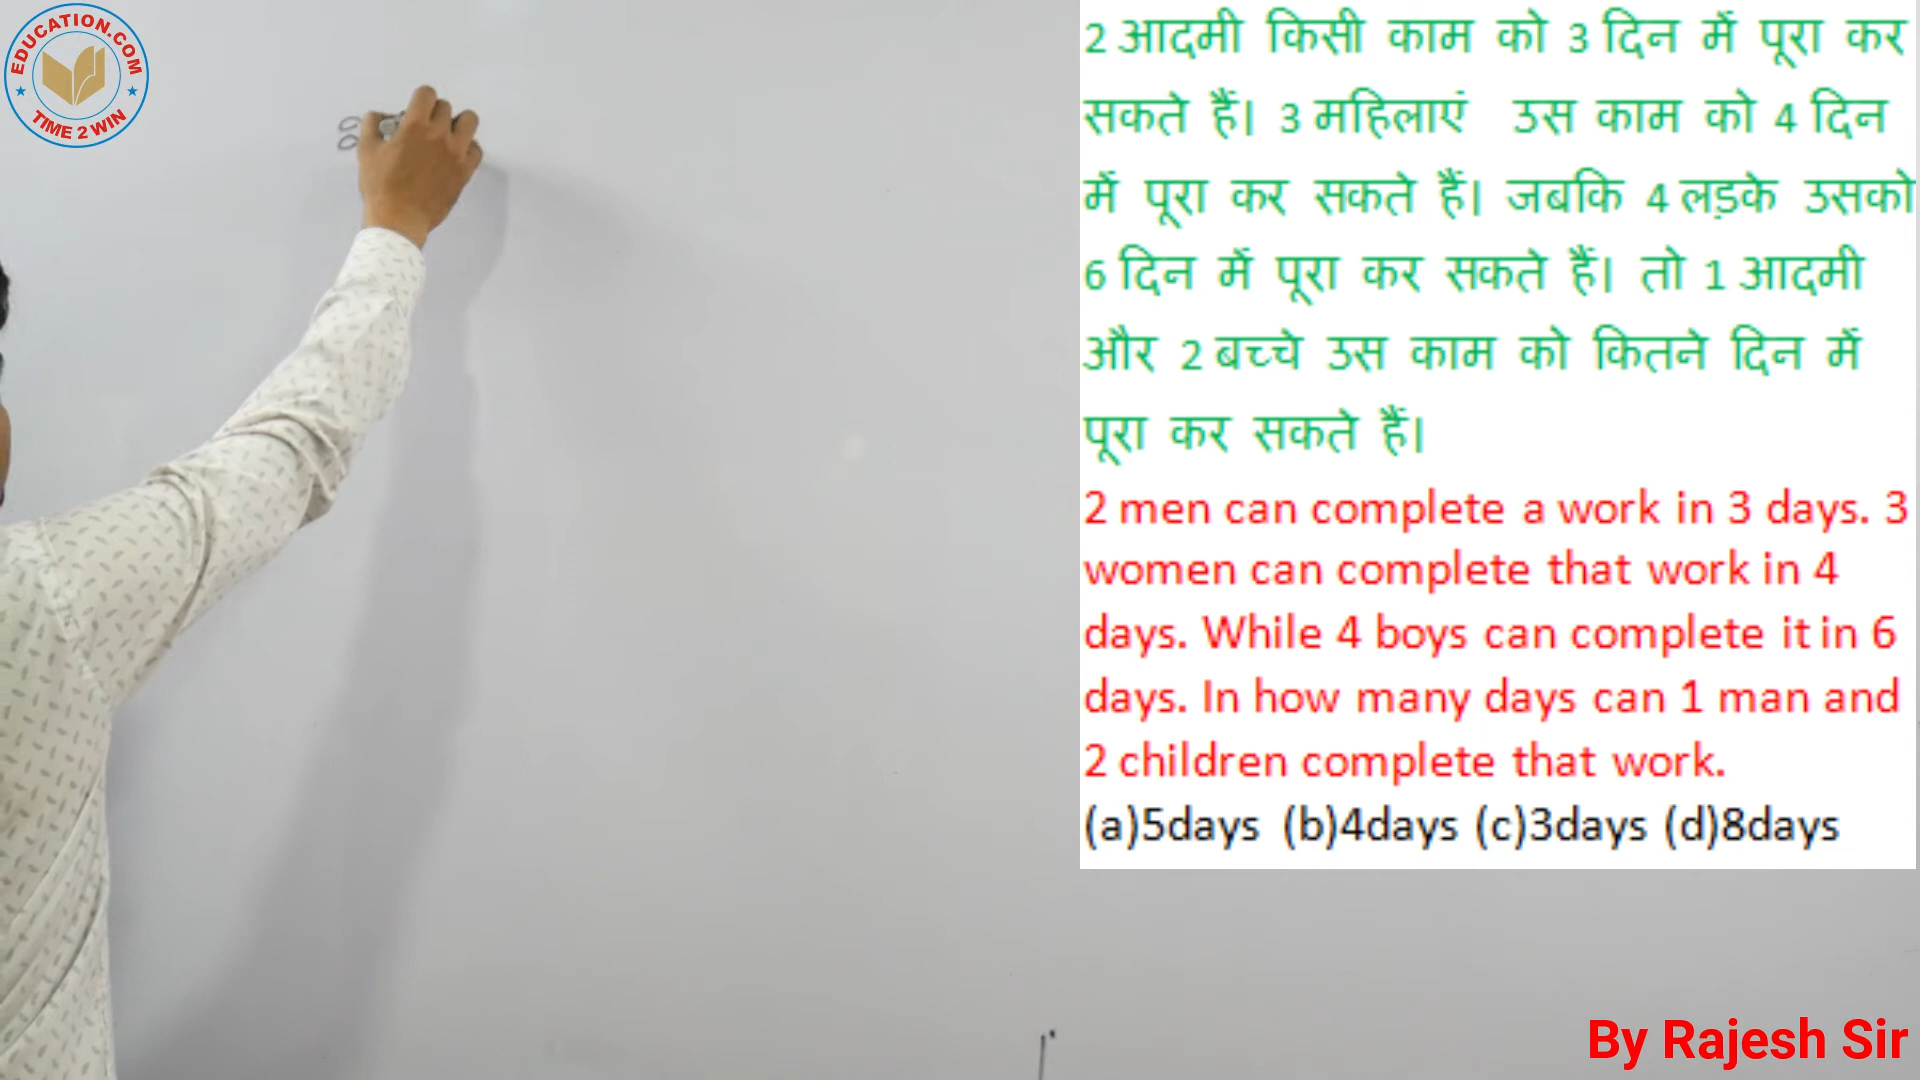 EDUCATION.COM
TIME 2 WIN
2 आदमी किसी काम को 3 दिन में पूरा कर
सकते हैं। 3 महिलाएं उस काम को 4 दिन
में पूरा कर सकते हैं। जबकि 4 लड़के उसको
6 दिन में पूरा कर सकते हैं। तो 1 आदमी
और 2 बच्चे उस काम को कितने दिन में
पूरा कर सकते हैं।
2 men can complete a work in 3 days. 3
women can complete that work in 4
days. While 4 boys can complete it in 6
days. In how many days can 1 man and
2 children complete that work.
(a)5days (b)4days (c)3days (d)8days
By Rajesh Sir